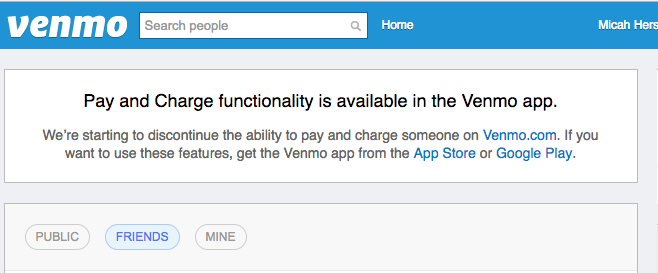 venmo Search people Home Micah Hers
Pay and Charge functionality is available in the Venmo app.
We're starting to discontinue the ability to pay and charge someone on Venmo.com. If you
want to use these features, get the Venmo app from the App Store or Google Play.
PUBLIC FRIENDS MINE